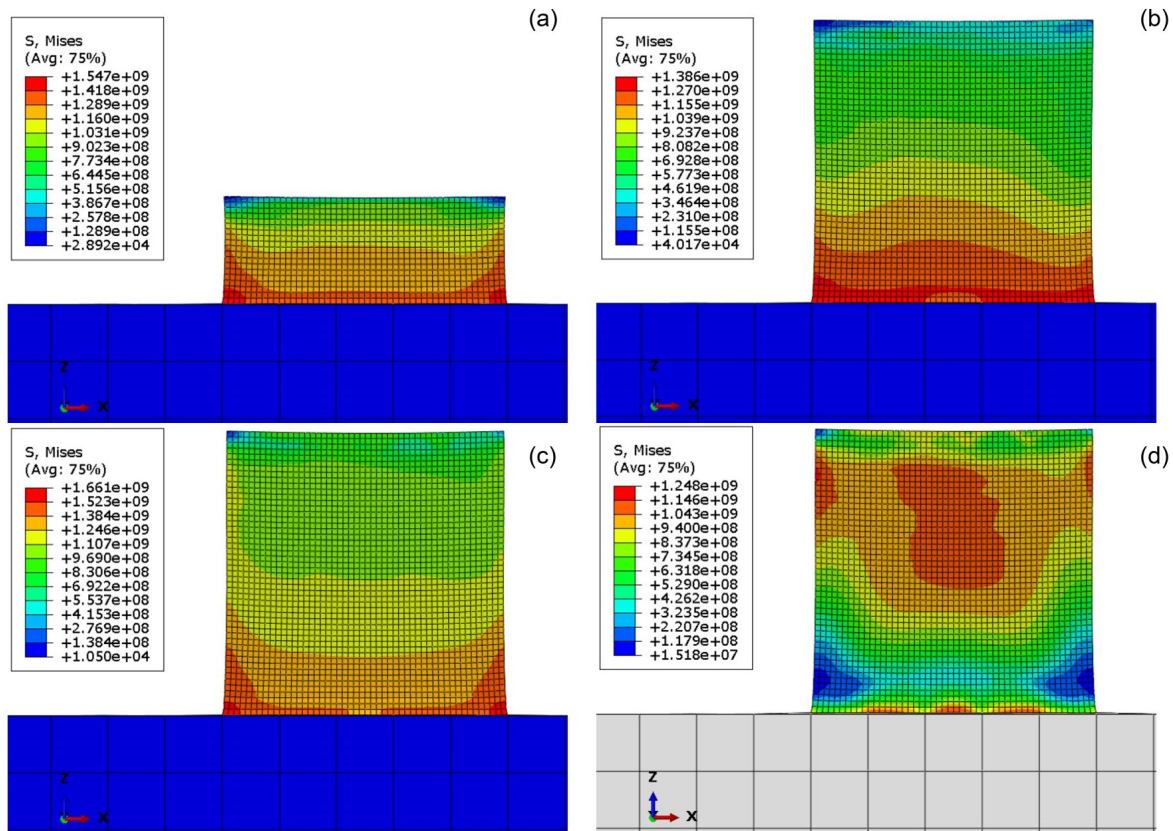 (a)
S, Mises
(Avg: 75%)
+1.547e+09
+1.418e+09
+1.289e+09
+1.160e+09
+1.031e+09
+9.023e+08
+7.734e+08
+6.445e+08
+5.156e+08
+3.867e+08
+2.578e+08
+1.289e+08
+2.892e+04
Z
X
(b)
S, Mises
(Avg: 75%)
+1.386e+09
+1.270e+09
+1.155e+09
+1.039e+09
+9.237e+08
+8.082e+08
+6.928e+08
+5.773e+08
+4.619e+08
+3.464e+08
+2.310e+08
+1.155e+08
+4.017e+04
Z
X
(c)
S, Mises
(Avg: 75%)
+1.661e+09
+1.523e+09
+1.384e+09
+1.246e+09
+1.107e+09
+9.690e+08
+8.306e+08
+6.922e+08
+5.537e+08
+4.153e+08
+2.769e+08
+1.384e+08
+1.050e+04
Z
X
(d)
S, Mises
(Avg: 75%)
+1.248e+09
+1.146e+09
+1.043e+09
+9.400e+08
+8.373e+08
+7.345e+08
+6.318e+08
+5.290e+08
+4.262e+08
+3.235e+08
+2.207e+08
+1.179e+08
+1.518e+07
Z
X